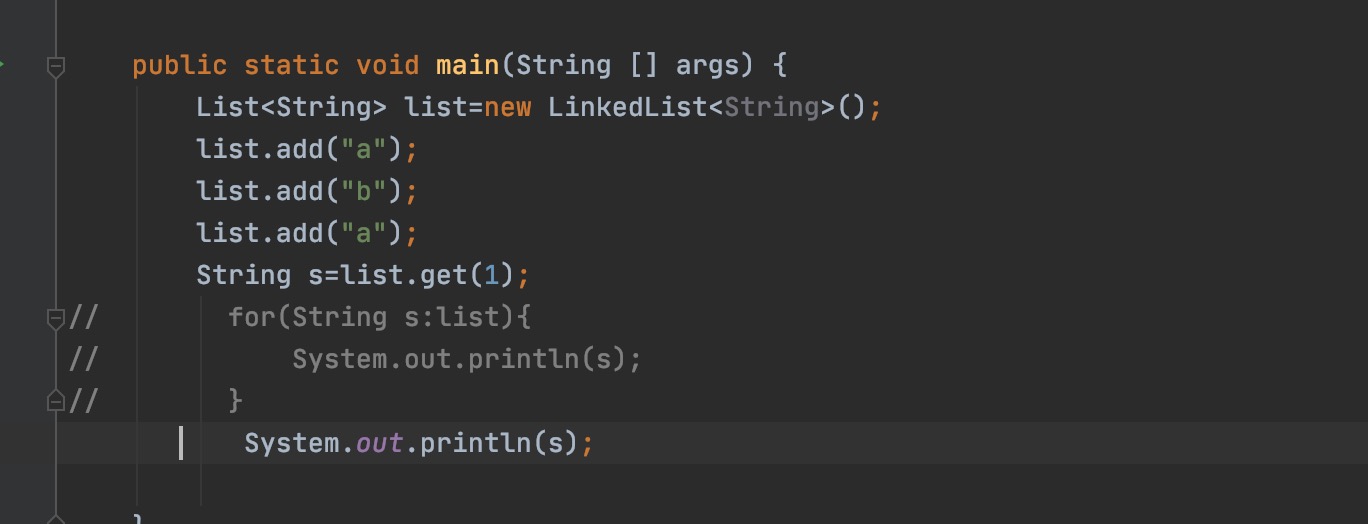 public static void main(String [] args) {
List<String> list=new LinkedList<String>();
list.add("a");
list.add("b");
list.add("a");
String s=list.get(1);
// for(String s:list){
// System.out.println(s);
// }
System.out.println(s);
}